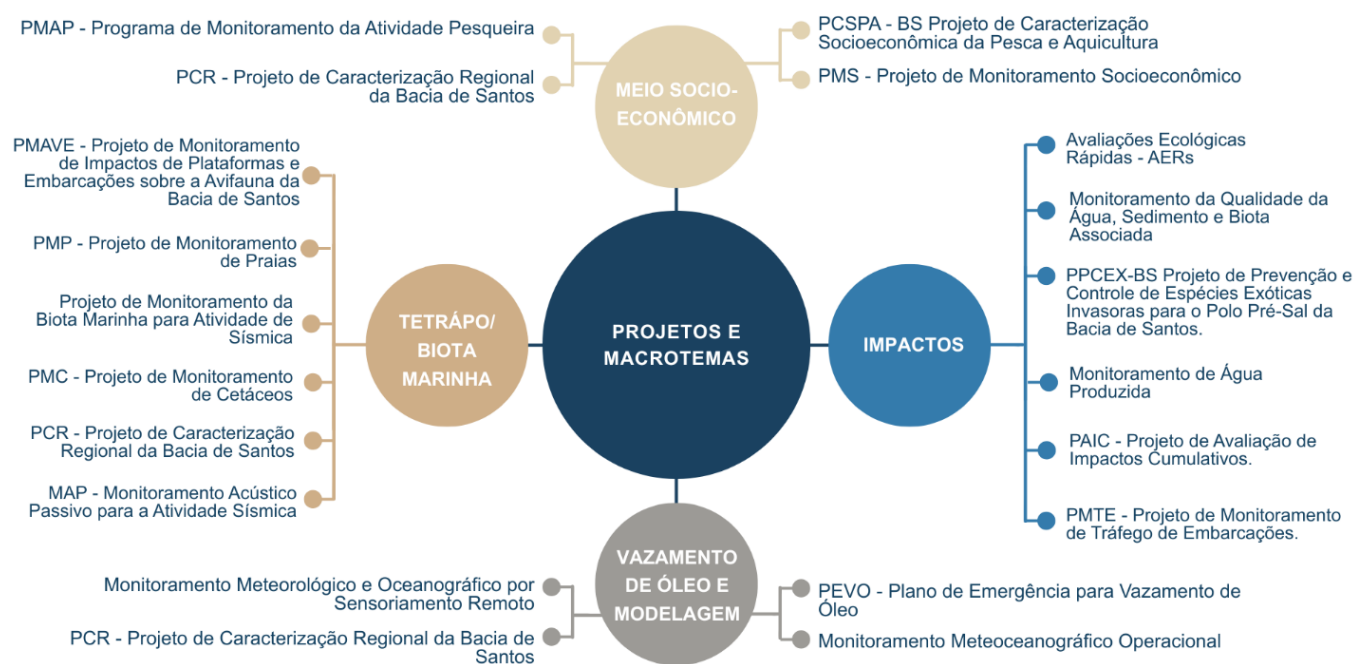 PMAP - Programa de Monitoramento da Atividade Pesqueira
PCR - Projeto de Caracterização Regional
da Bacia de Santos
MEIO SOCIO-
ECONÔMICO
PCSPA - BS Projeto de Caracterização
Socioeconômica da Pesca e Aquicultura
PMS - Projeto de Monitoramento Socioeconômico
PMAVE - Projeto de Monitoramento
de Impactos de Plataformas e
Embarcações sobre a Avifauna da
Bacia de Santos
PMP - Projeto de Monitoramento
de Praias
Projeto de Monitoramento da
Biota Marinha para Atividade de
Sísmica
PMC - Projeto de Monitoramento
de Cetáceos
PCR - Projeto de Caracterização
Regional da Bacia de Santos
MAP - Monitoramento Acústico
Passivo para a Atividade Sísmica
TETRÁPO/
BIOTA
MARINHA
PROJETOS E
MACROTEMAS
IMPACTOS
Avaliações Ecológicas
Rápidas - AERs
Monitoramento da Qualidade da
Água, Sedimento e Biota
Associada
PPCEX-BS Projeto de Prevenção e
Controle de Espécies Exóticas
Invasoras para o Polo Pré-Sal da
Bacia de Santos.
Monitoramento de Água
Produzida
PAIC - Projeto de Avaliação de
Impactos Cumulativos.
PMTE - Projeto de Monitoramento
de Tráfego de Embarcações.
Monitoramento Meteorológico e Oceanográfico por
Sensoriamento Remoto
PCR - Projeto de Caracterização Regional da Bacia de
Santos
VAZAMENTO
DE ÓLEO E
MODELAGEM
PEVO - Plano de Emergência para Vazamento de
Óleo
Monitoramento Meteoceanográfico Operacional